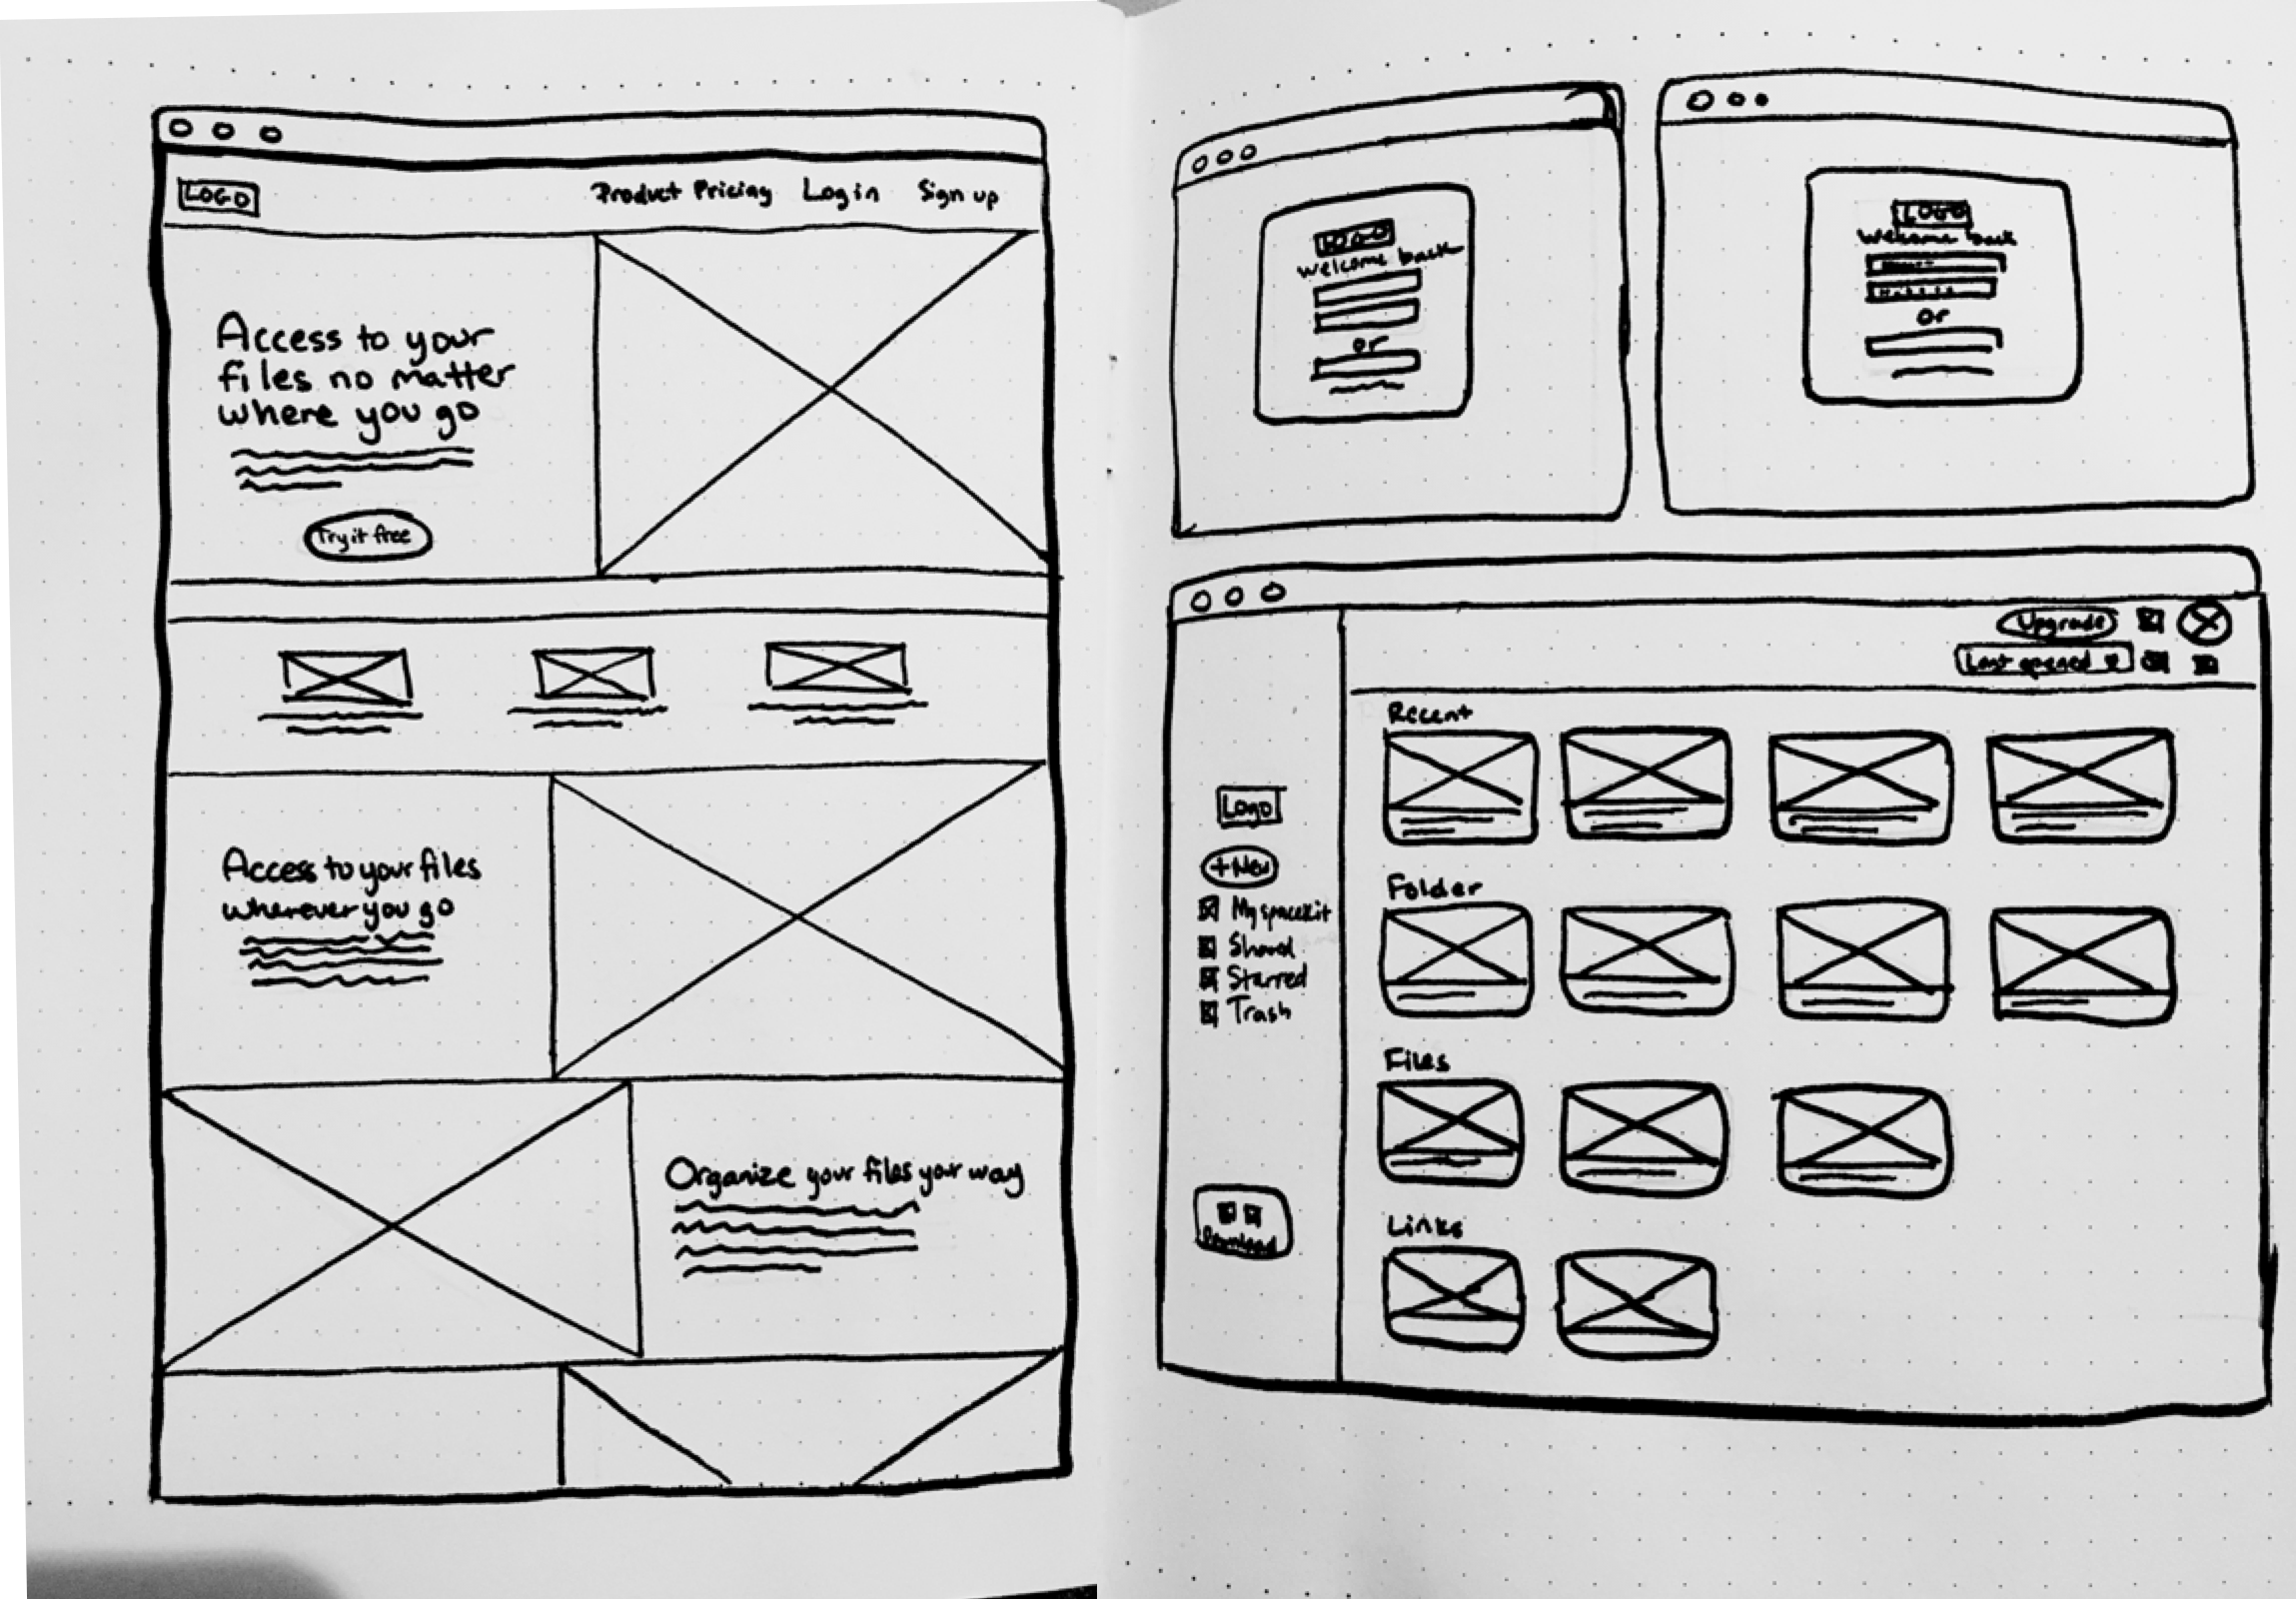 LOGO
Product Pricing Login Sign up
Access to your
files no matter
where you go
Try it free
Access to your files
wherever you go
Organize your files your way
LOGO
Welcome back
or
LOGO
Welcome back
or
Upgrade
Last opened
Recent
Logo
+New
Folder
My spacekit
Shared
Starred
Trash
Files
Download
Links